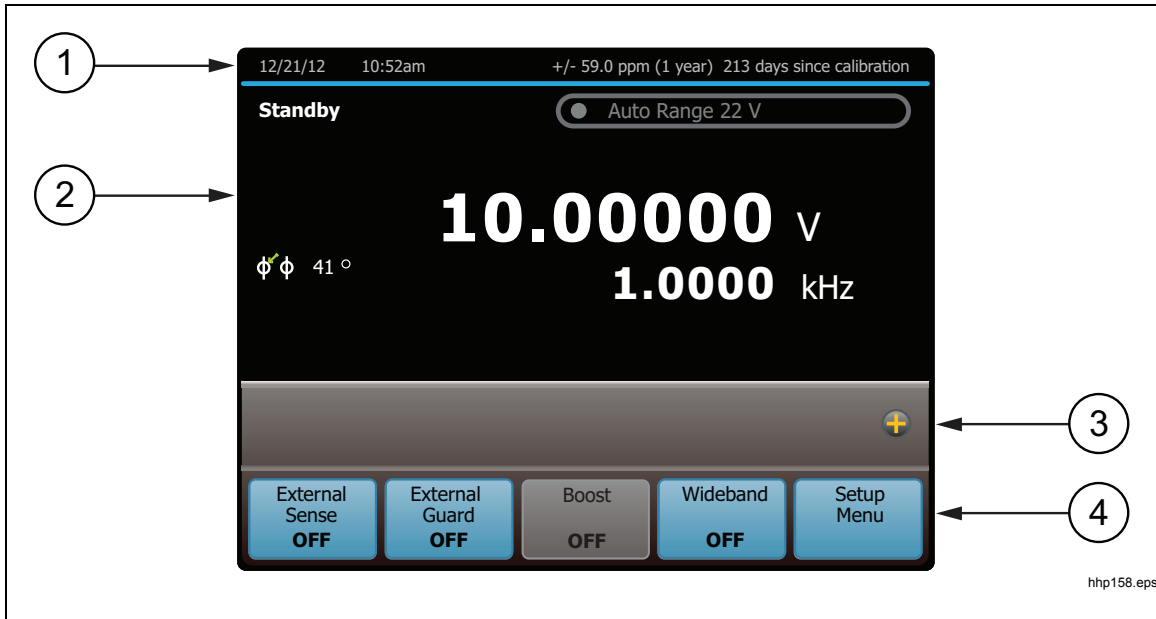 1
12/21/12 10:52am +/- 59.0 ppm (1 year) 213 days since calibration
Standby
Auto Range 22 V
2
10.00000 V
ϕ ϕ 41 °
1.0000 kHz
3
External Sense OFF
External Guard OFF
Boost OFF
Wideband OFF
Setup Menu
4
hhp158.eps